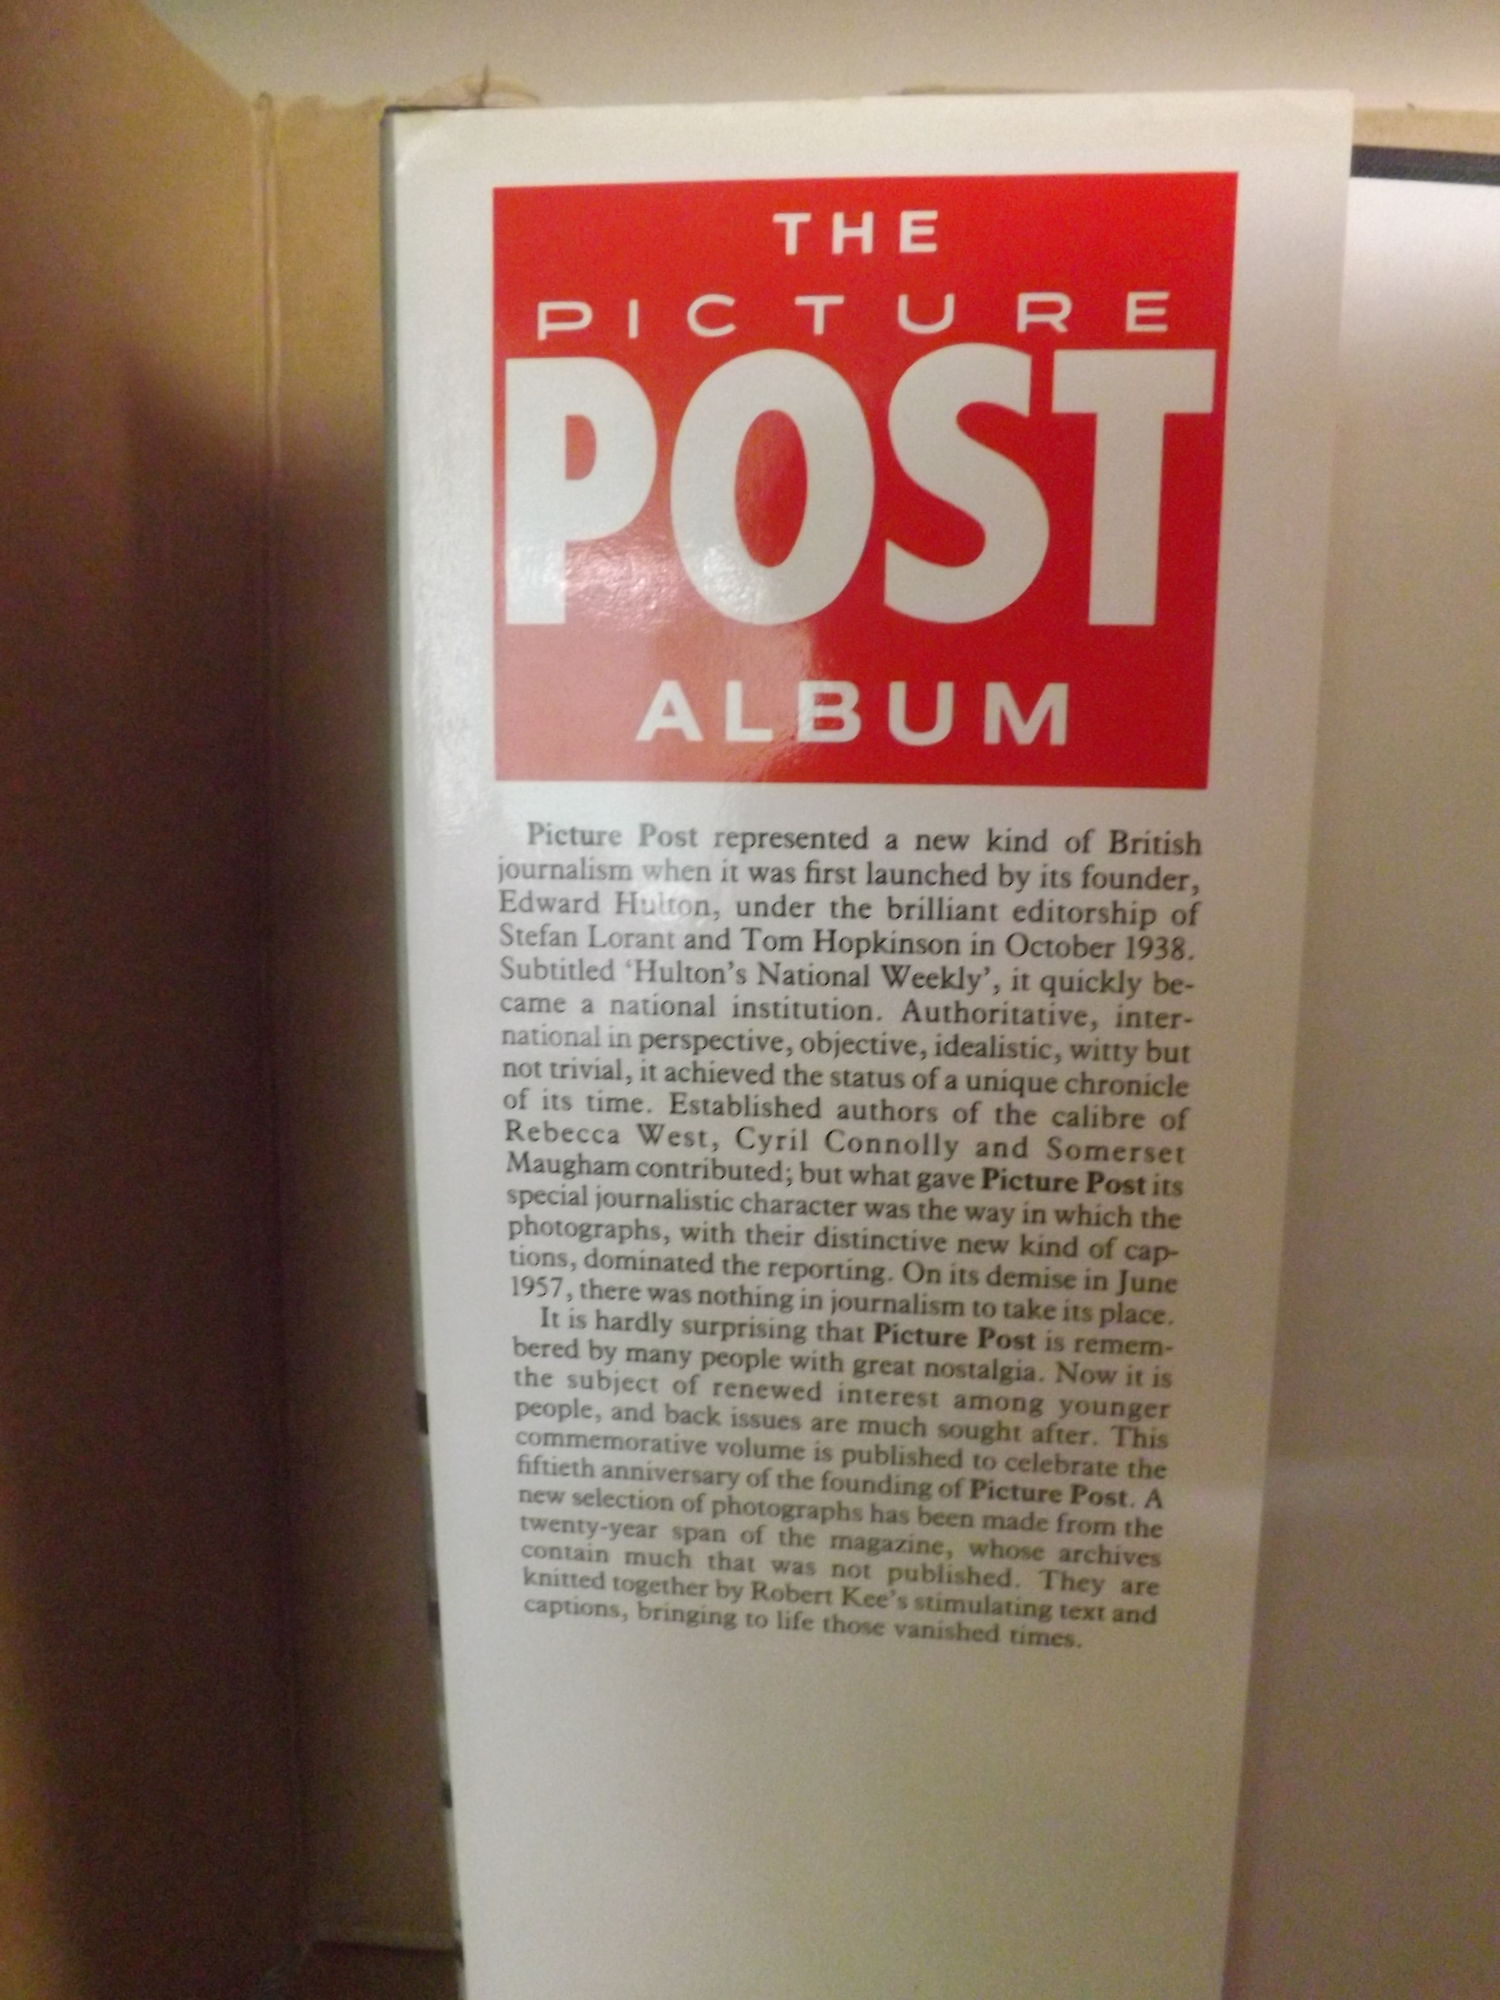 THE
PICTURE
POST
ALBUM
Picture Post represented a new kind of British
journalism when it was first launched by its founder,
Edward Hulton, under the brilliant editorship of
Stefan Lorant and Tom Hopkinson in October 1938.
Subtitled ‘Hulton’s National Weekly’, it quickly be-
came a national institution. Authoritative, inter-
national in perspective, objective, idealistic, witty but
not trivial, it achieved the status of a unique chronicle
of its time. Established authors of the calibre of
Rebecca West, Cyril Connolly and Somerset
Maugham contributed; but what gave Picture Post its
special journalistic character was the way in which the
photographs, with their distinctive new kind of cap-
tions, dominated the reporting. On its demise in June
1957, there was nothing in journalism to take its place.
It is hardly surprising that Picture Post is remem-
bered by many people with great nostalgia. Now it is
the subject of renewed interest among younger
people, and back issues are much sought after. This
commemorative volume is published to celebrate the
fiftieth anniversary of the founding of Picture Post. A
new selection of photographs has been made from the
twenty-year span of the magazine, whose archives
contain much that was not published. They are
knitted together by Robert Kee’s stimulating text and
captions, bringing to life those vanished times.